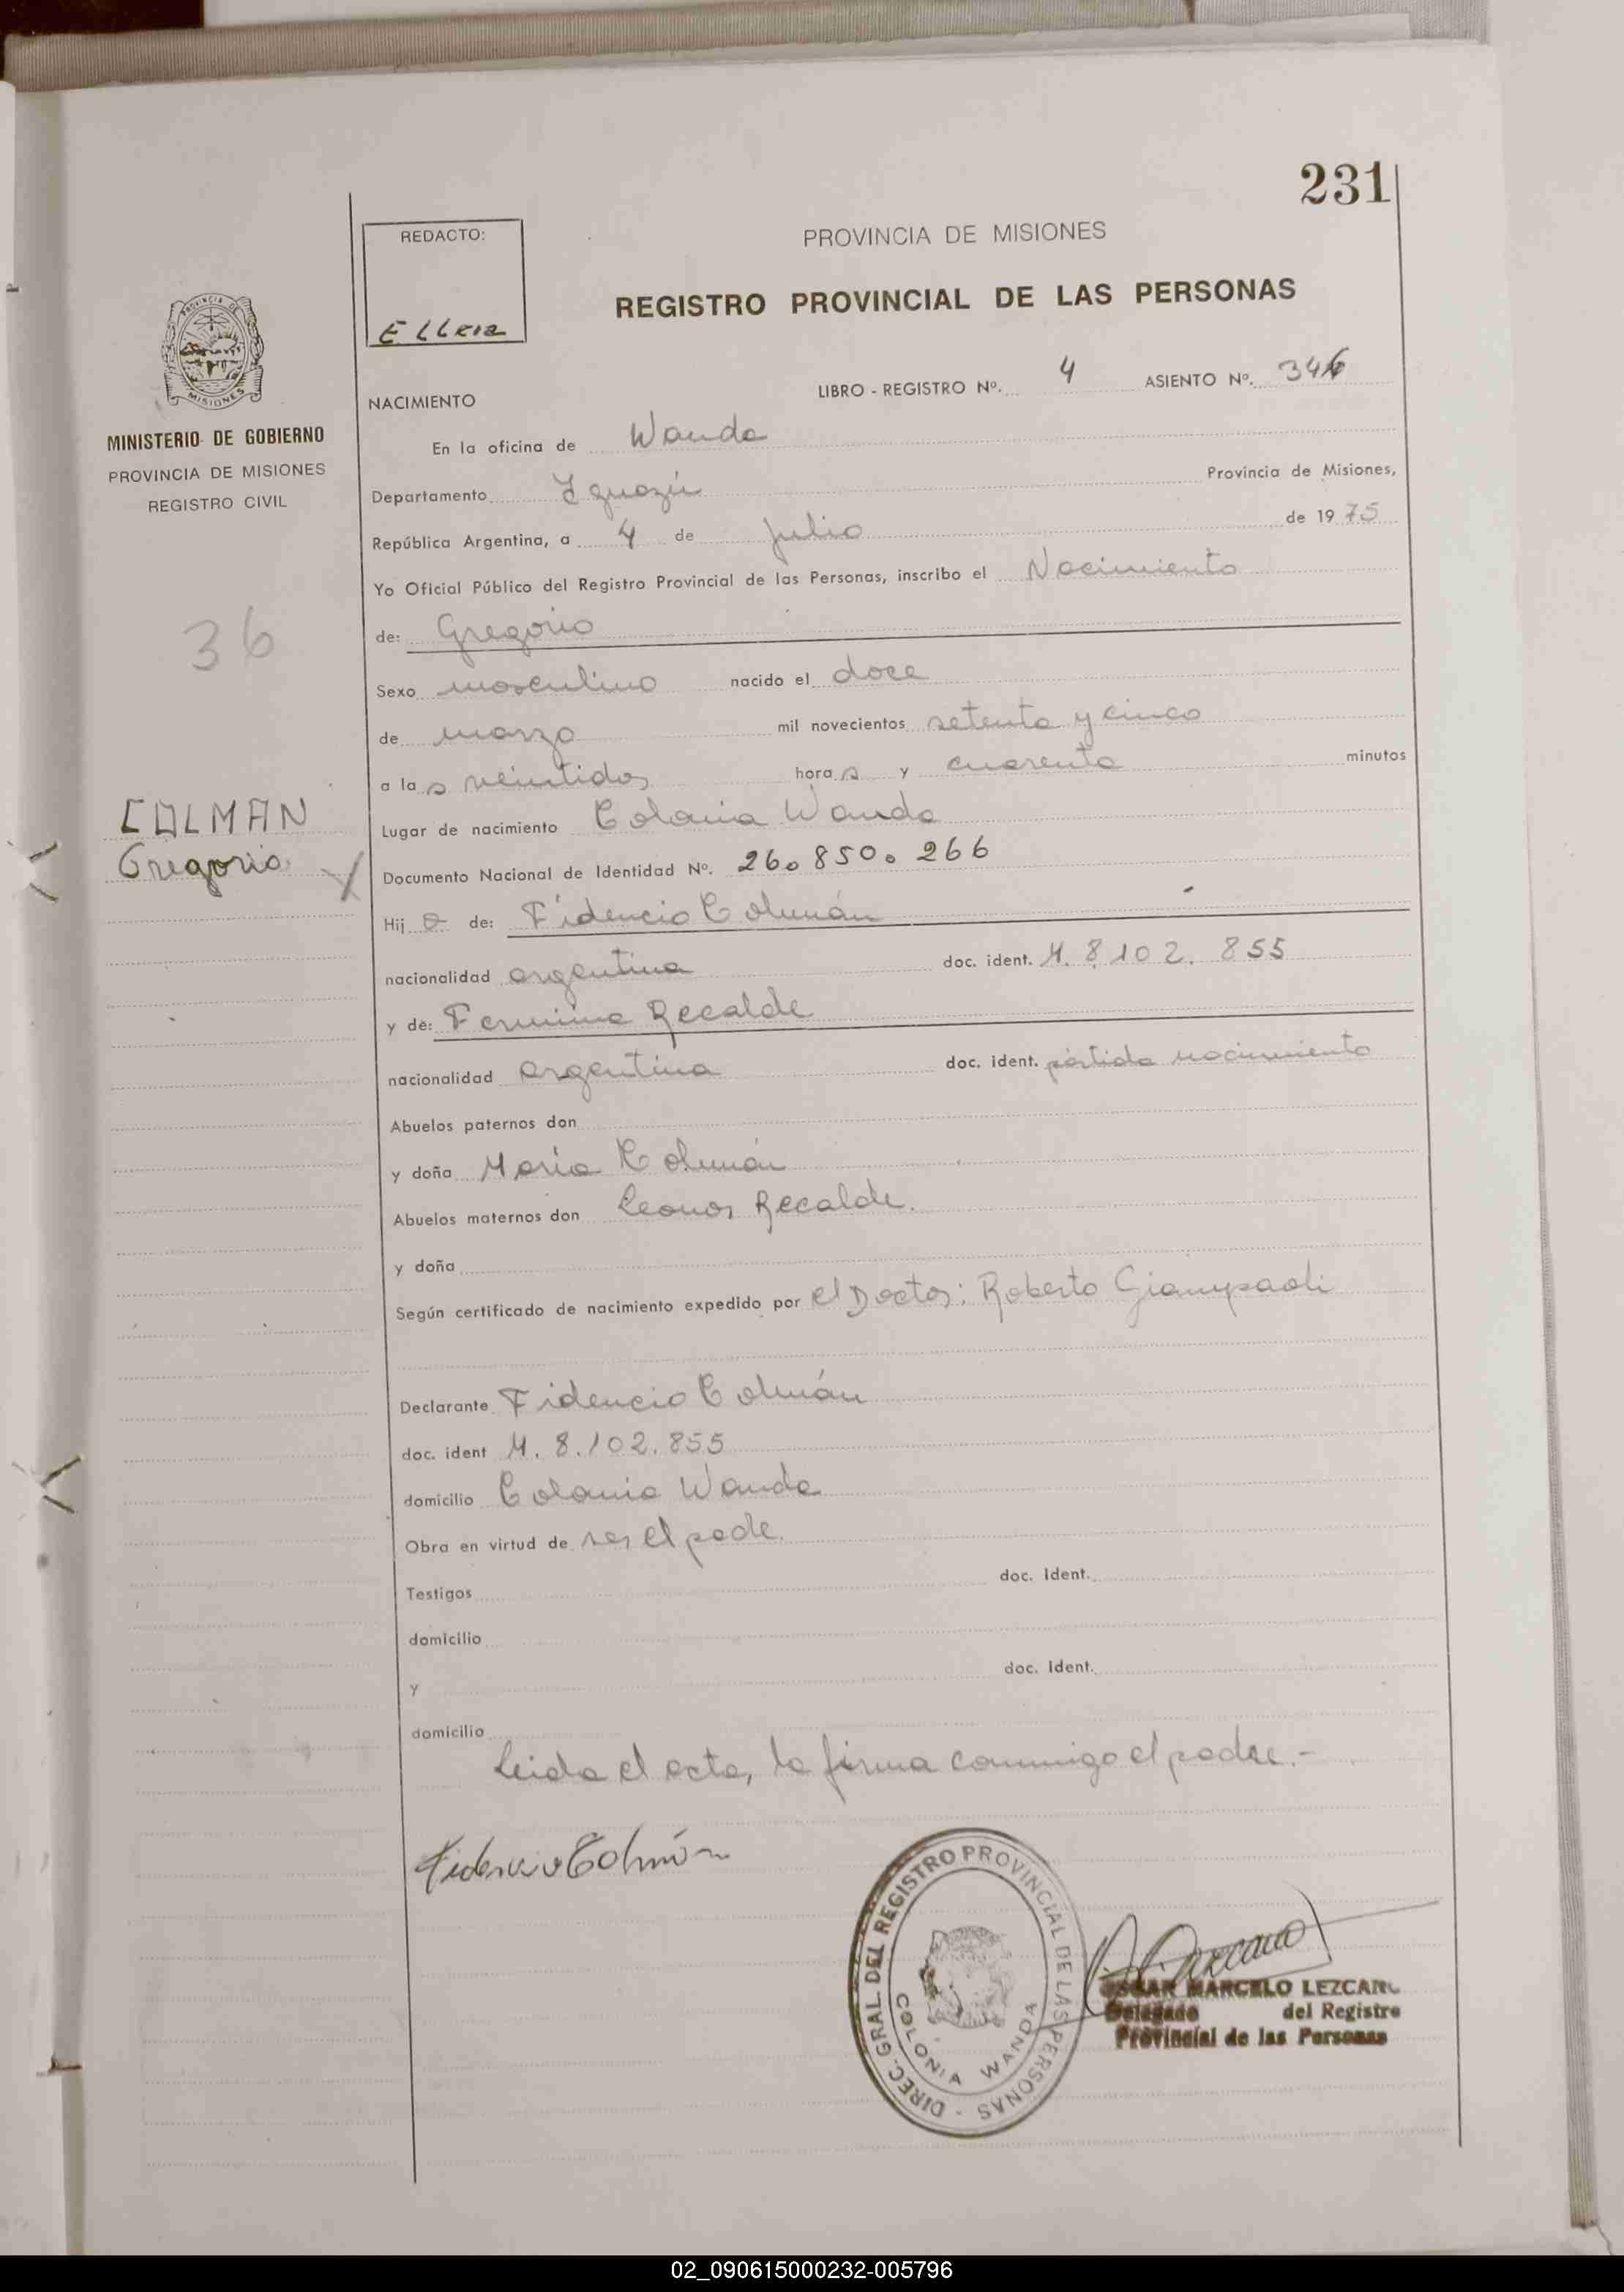 231
REDACTO:
PROVINCIA DE MISIONES
REGISTRO PROVINCIAL DE LAS PERSONAS
LIBRO - REGISTRO Nº. 4 ASIENTO Nº.
NACIMIENTO
MISIONES
MINISTERIO DE GOBIERNO
PROVINCIA DE MISIONES
REGISTRO CIVIL
36
COLMAN
Gregorio
En la oficina de Wanda
Departamento Iguazú Provincia de Misiones,
República Argentina, a 4 de Julio de 1975
Yo Oficial Público del Registro Provincial de las Personas, inscribo el Nacimiento
de: Gregorio
Sexo masculino nacido el doce
de marzo mil novecientos setenta y cinco
a las veintidos horas y cuarenta minutos
Lugar de nacimiento Colonia Wanda
Documento Nacional de Identidad Nº. 26.850.266
Hijo de: Fidencio Colmán
nacionalidad argentina doc. ident. M. 8.102.855
y de: Fermina Recalde
nacionalidad argentina doc. ident. pártida nacimiento
Abuelos paternos don
y doña María Colmán
Abuelos maternos don Leonor Recalde.
y doña
Según certificado de nacimiento expedido por el Doctor: Roberto Giampaoli
Declarante Fidencio Colmán
doc. ident M. 8.102.855
domicilio Colonia Wanda
Obra en virtud de ser el pade.
Testigos doc. ident.
domicilio
y doc. ident.
domicilio
Leida el acta, la firma conmigo el padre.-
Fidencio Colmán
DIREC. GRAL. DEL REGISTRO PROVINCIAL DE LAS PERSONAS -
COLONIA WANDA
OSCAR MARCELO LEZCANO
Delegado del Registro
Provincial de las Personas
02_090615000232-005796